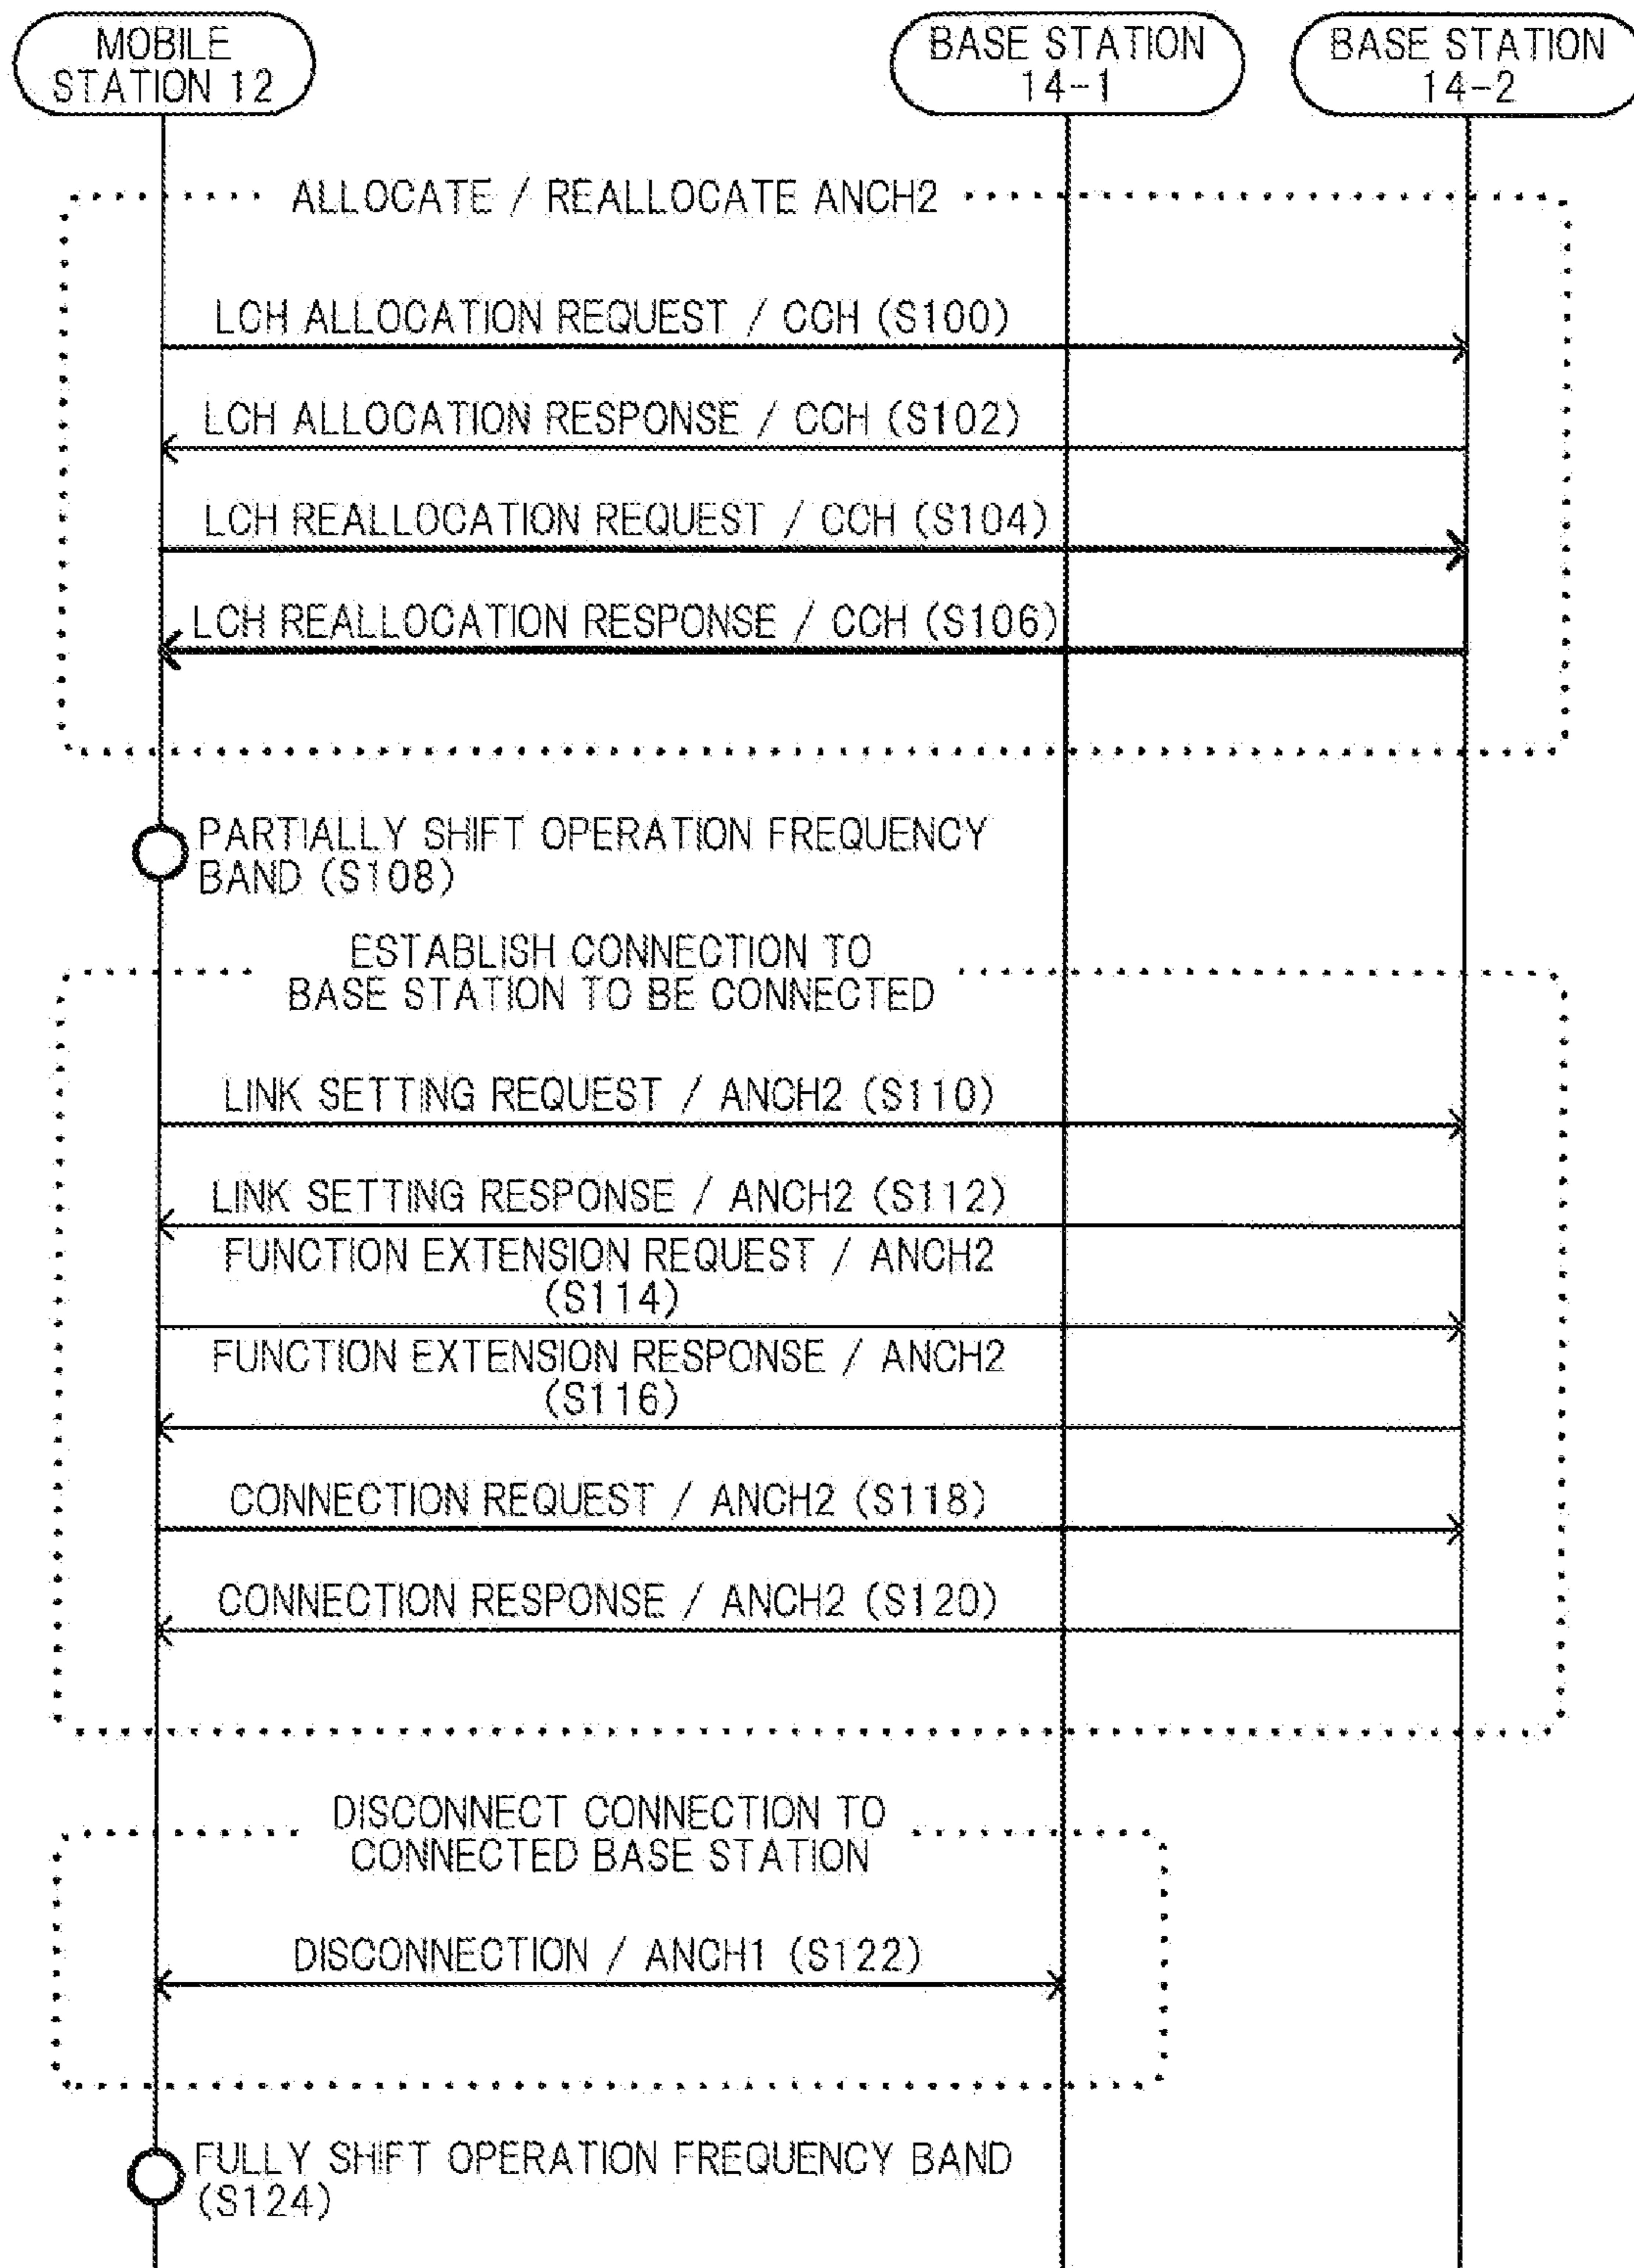 MOBILE
STATION 12
BASE STATION
14-1
BASE STATION
14-2
ALLOCATE / REALLOCATE ANCH2
LCH ALLOCATION REQUEST / CCH (S100)
LCH ALLOCATION RESPONSE / CCH (S102)
LCH REALLOCATION REQUEST / CCH (S104)
LCH REALLOCATION RESPONSE / CCH (S106)
PARTIALLY SHIFT OPERATION FREQUENCY
BAND (S108)
ESTABLISH CONNECTION TO
BASE STATION TO BE CONNECTED
LINK SETTING REQUEST / ANCH2 (S110)
LINK SETTING RESPONSE / ANCH2 (S112)
FUNCTION EXTENSION REQUEST / ANCH2
(S114)
FUNCTION EXTENSION RESPONSE / ANCH2
(S116)
CONNECTION REQUEST / ANCH2 (S118)
CONNECTION RESPONSE / ANCH2 (S120)
DISCONNECT CONNECTION TO
CONNECTED BASE STATION
DISCONNECTION / ANCH1 (S122)
FULLY SHIFT OPERATION FREQUENCY BAND
(S124)